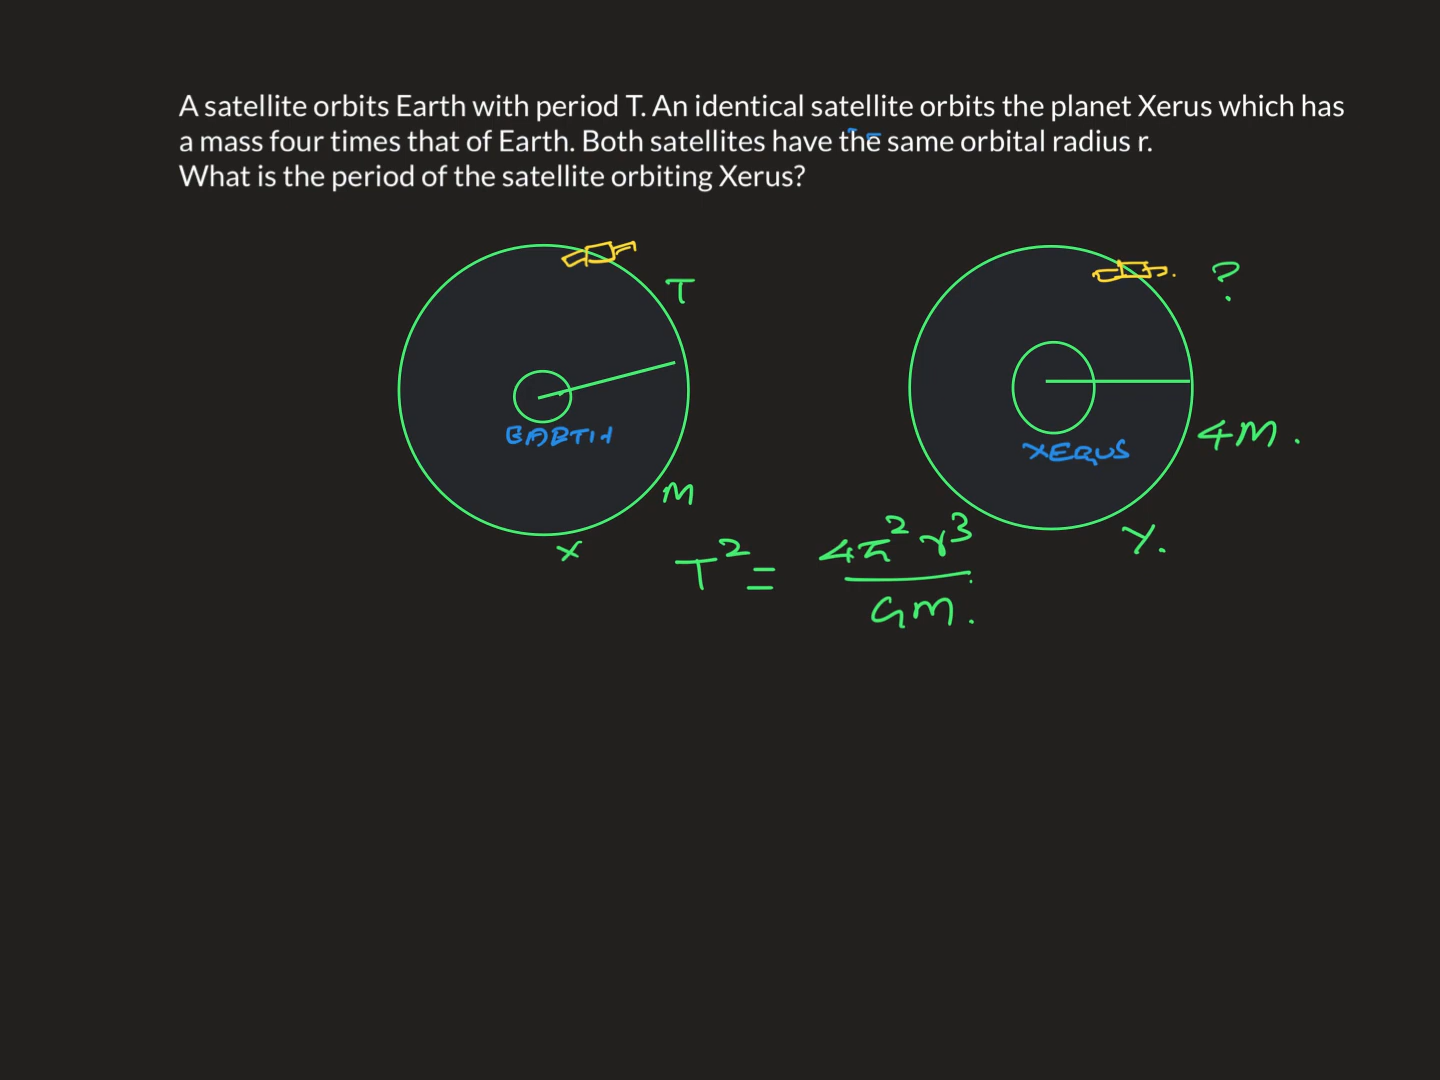 A satellite orbits Earth with period T. An identical satellite orbits the planet Xerus which has
a mass four times that of Earth. Both satellites have the same orbital radius r.
What is the period of the satellite orbiting Xerus?
T
?
EARTH
XERUS
4M.
M
X
Y.
T² = 4π² r³ / GM.